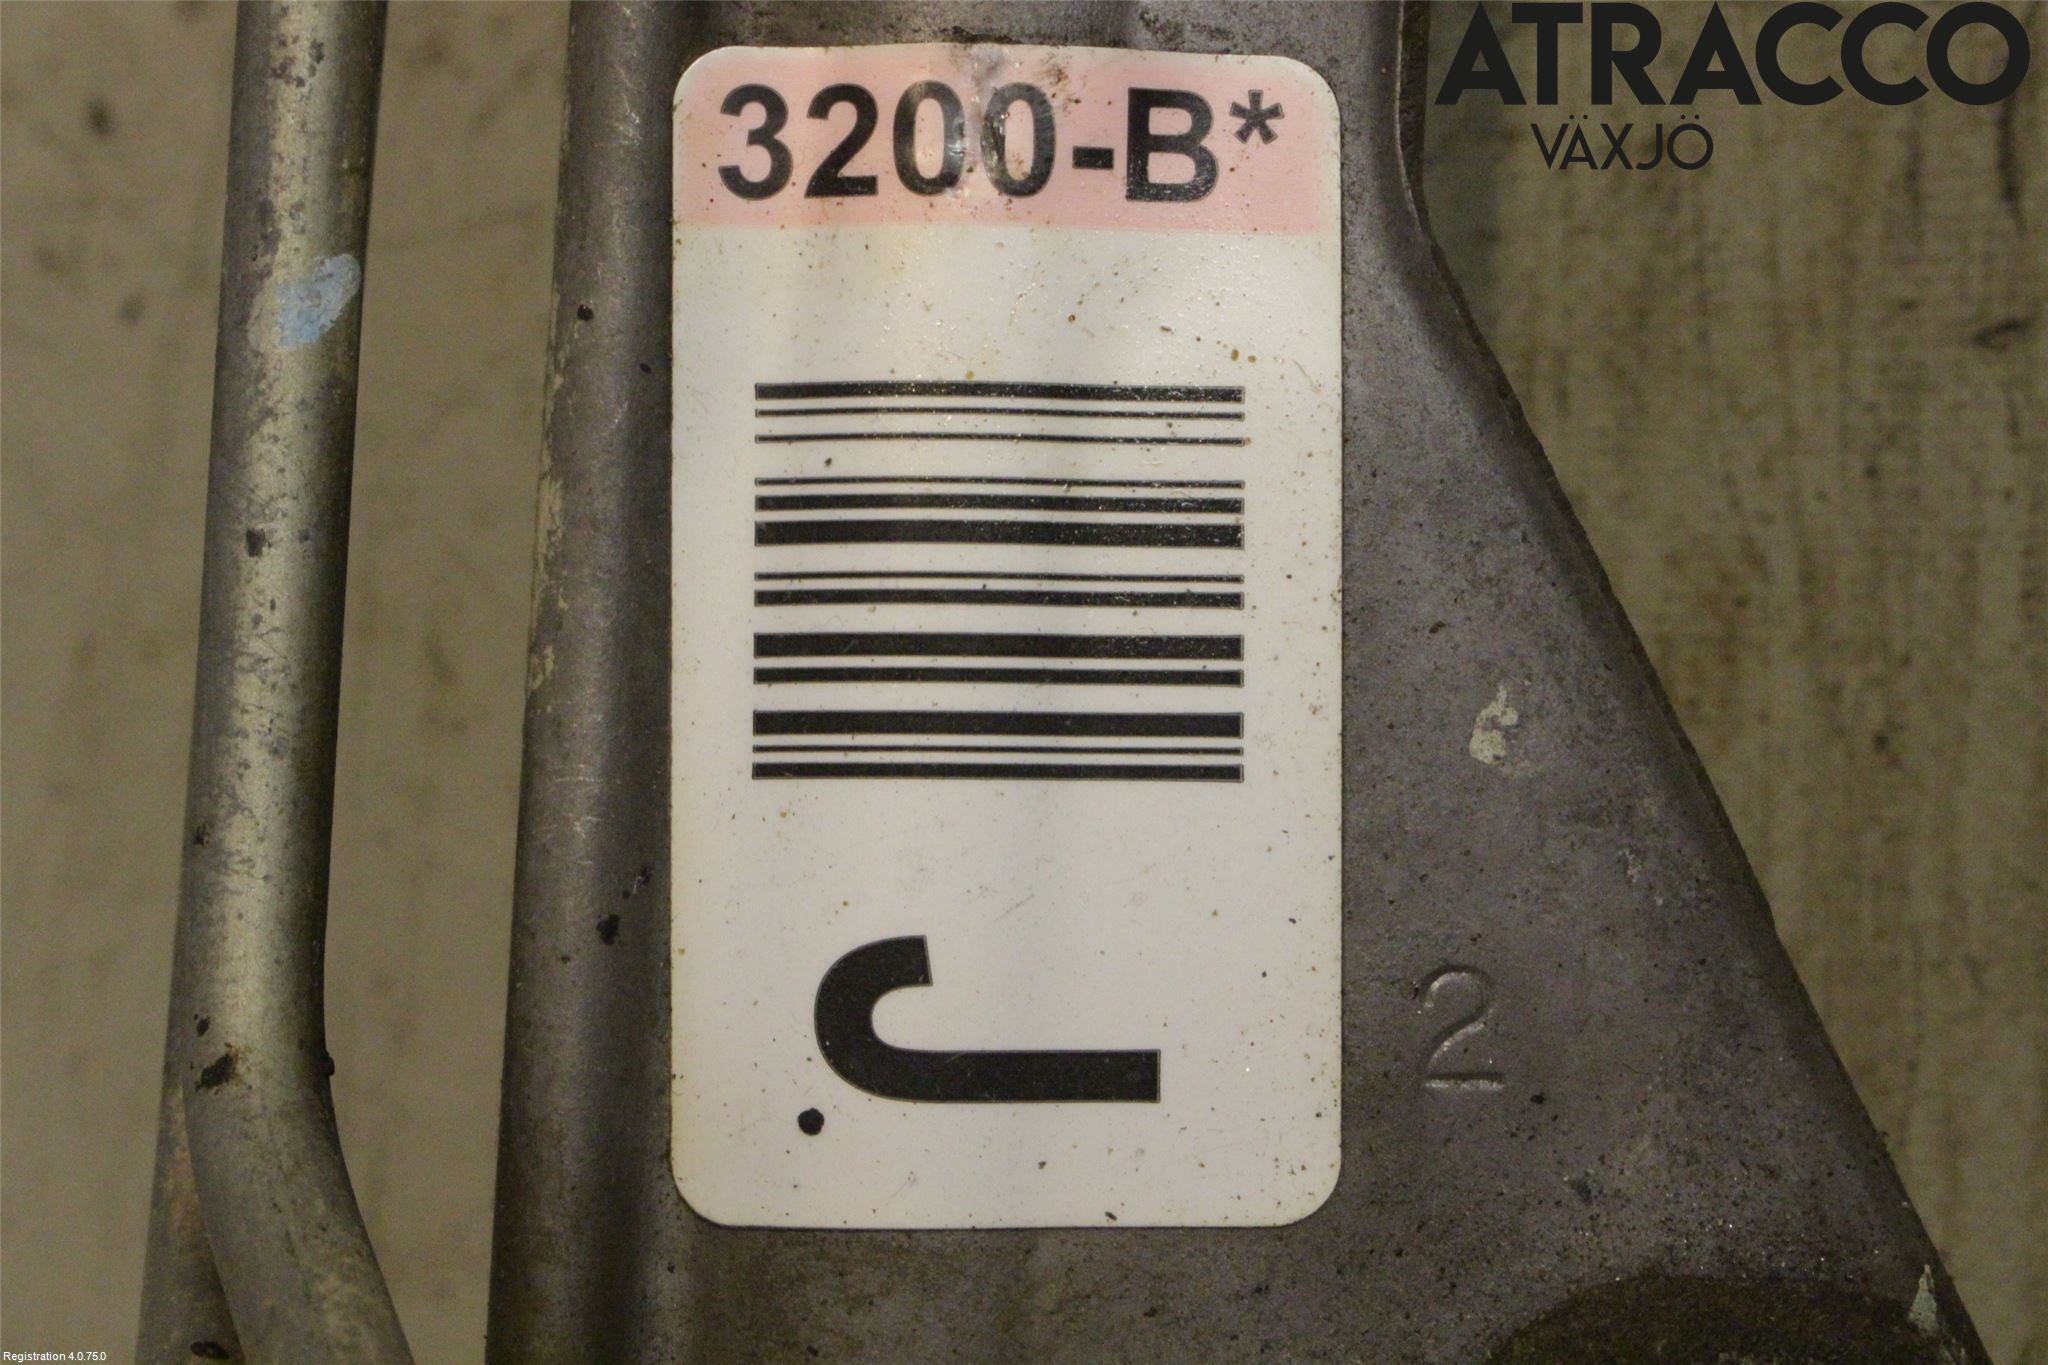 ATRACCO
VÄXJÖ
3200-B*
J
2
Registration 4.0.75.0